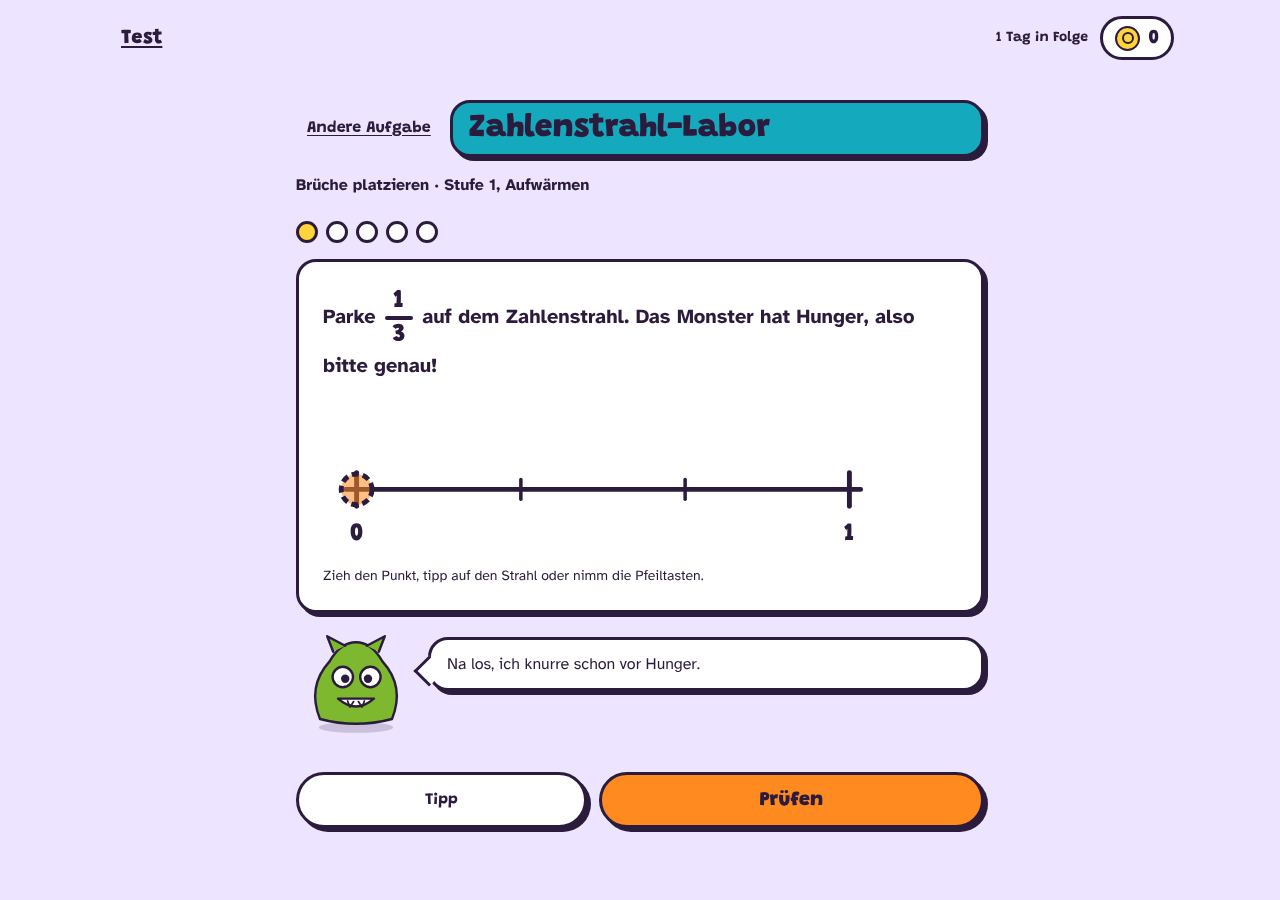 Test
1 Tag in Folge
0
Andere Aufgabe
Zahlenstrahl-Labor
Brüche platzieren · Stufe 1, Aufwärmen
Parke 1/3 auf dem Zahlenstrahl. Das Monster hat Hunger, also
bitte genau!
0 1
Zieh den Punkt, tipp auf den Strahl oder nimm die Pfeiltasten.
Na los, ich knurre schon vor Hunger.
Tipp
Prüfen